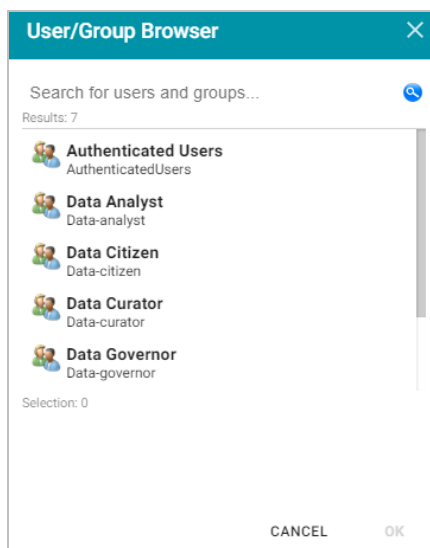 User/Group Browser
Search for users and groups...
Results: 7
Authenticated Users
AuthenticatedUsers
Data Analyst
Data-analyst
Data Citizen
Data-citizen
Data Curator
Data-curator
Data Governor
Data-governor
Selection: 0
CANCEL OK